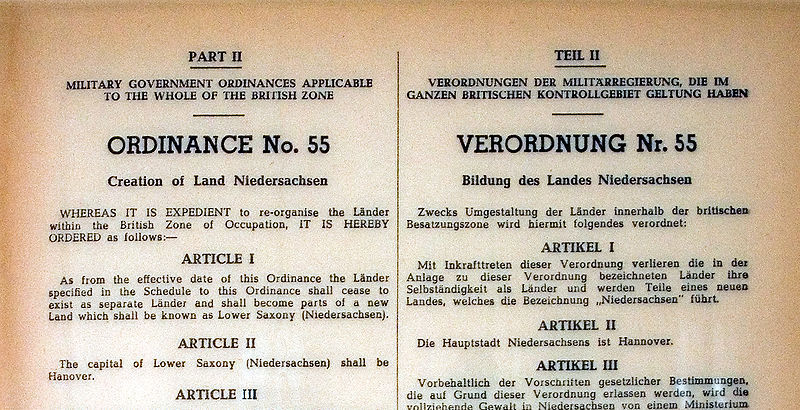 PART II
MILITARY GOVERNMENT ORDINANCES APPLICABLE
TO THE WHOLE OF THE BRITISH ZONE
ORDINANCE No. 55
Creation of Land Niedersachsen
WHEREAS IT IS EXPEDIENT to re-organise the Länder
within the British Zone of Occupation, IT IS HEREBY
ORDERED as follows:—
ARTICLE I
As from the effective date of this Ordinance the Länder
specified in the Schedule to this Ordinance shall cease to
exist as separate Länder and shall become parts of a new
Land which shall be known as Lower Saxony (Niedersachsen).
ARTICLE II
The capital of Lower Saxony (Niedersachsen) shall be
Hanover.
ARTICLE III
TEIL II
VERORDNUNGEN DER MILITÄRREGIERUNG, DIE IM
GANZEN BRITISCHEN KONTROLLGEBIET GELTUNG HABEN
VERORDNUNG Nr. 55
Bildung des Landes Niedersachsen
Zwecks Umgestaltung der Länder innerhalb der britischen
Besatzungszone wird hiermit folgendes verordnet:
ARTIKEL I
Mit Inkrafttreten dieser Verordnung verlieren die in der
Anlage zu dieser Verordnung bezeichneten Länder ihre
Selbständigkeit als Länder und werden Teile eines neuen
Landes, welches die Bezeichnung „Niedersachsen" führt.
ARTIKEL II
Die Hauptstadt Niedersachsens ist Hannover.
ARTIKEL III
Vorbehaltlich der Vorschriften gesetzlicher Bestimmungen,
die auf Grund dieser Verordnung erlassen werden, wird die
vollziehende Gewalt in Niedersachsen von einem Ministerium